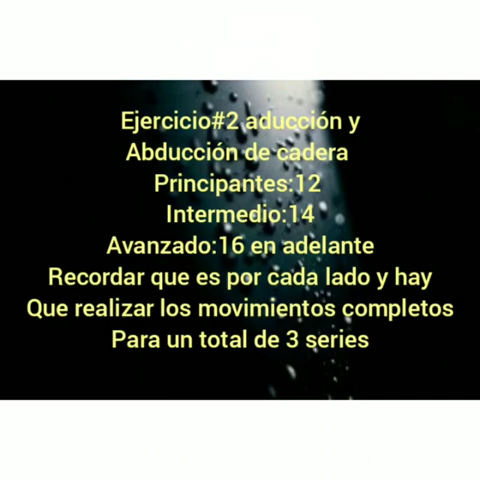 Ejercicio#2 aducción y
Abducción de cadera
Principantes:12
Intermedio:14
Avanzado:16 en adelante
Recordar que es por cada lado y hay
Que realizar los movimientos completos
Para un total de 3 series